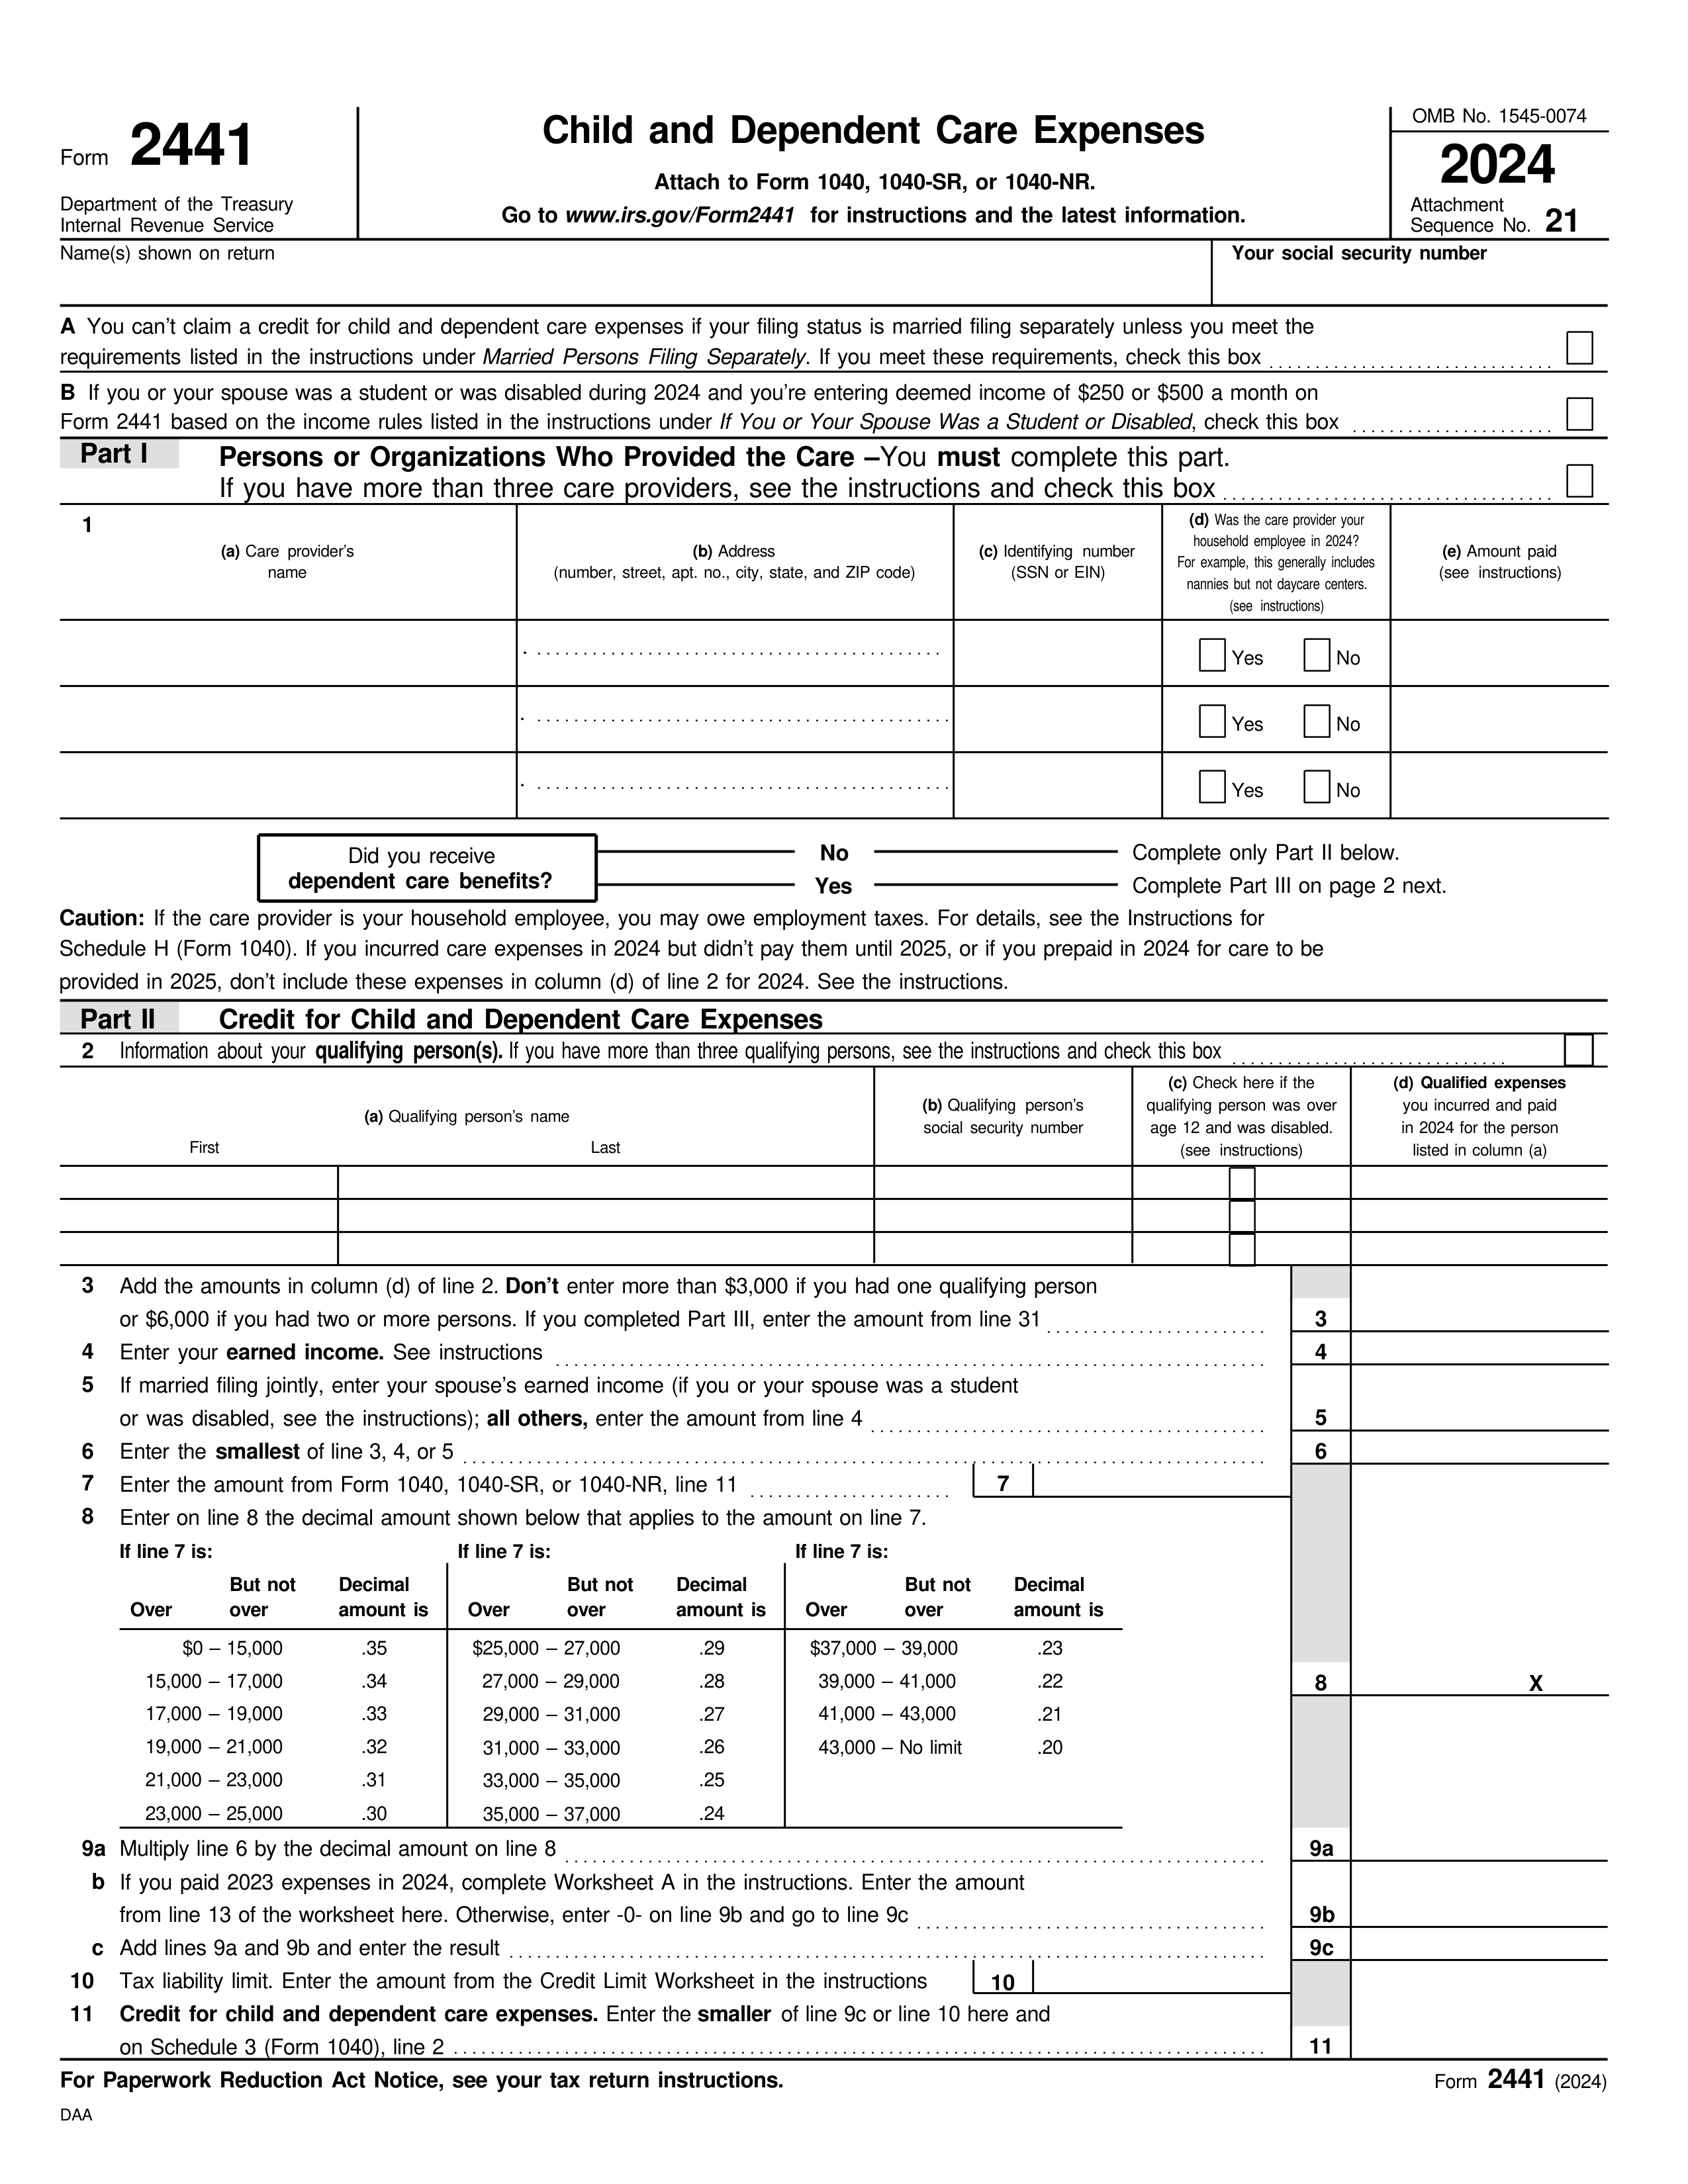 Form 2441
Department of the Treasury
Internal Revenue Service
Child and Dependent Care Expenses
Attach to Form 1040, 1040-SR, or 1040-NR.
Go to www.irs.gov/Form2441 for instructions and the latest information.
OMB No. 1545-0074
2024
Attachment
Sequence No. 21
Name(s) shown on return
Your social security number
A You can’t claim a credit for child and dependent care expenses if your filing status is married filing separately unless you meet the
requirements listed in the instructions under Married Persons Filing Separately. If you meet these requirements, check this box
B If you or your spouse was a student or was disabled during 2024 and you’re entering deemed income of $250 or $500 a month on
Form 2441 based on the income rules listed in the instructions under If You or Your Spouse Was a Student or Disabled, check this box
Part I Persons or Organizations Who Provided the Care –You must complete this part.
If you have more than three care providers, see the instructions and check this box
1
(a) Care provider’s
name
(b) Address
(number, street, apt. no., city, state, and ZIP code)
(c) Identifying number
(SSN or EIN)
(d) Was the care provider your
household employee in 2024?
For example, this generally includes
nannies but not daycare centers.
(see instructions)
(e) Amount paid
(see instructions)
Yes No
Yes No
Yes No
Did you receive
dependent care benefits?
No Complete only Part II below.
Yes Complete Part III on page 2 next.
Caution: If the care provider is your household employee, you may owe employment taxes. For details, see the Instructions for
Schedule H (Form 1040). If you incurred care expenses in 2024 but didn’t pay them until 2025, or if you prepaid in 2024 for care to be
provided in 2025, don’t include these expenses in column (d) of line 2 for 2024. See the instructions.
Part II Credit for Child and Dependent Care Expenses
2 Information about your qualifying person(s). If you have more than three qualifying persons, see the instructions and check this box
(a) Qualifying person’s name
First Last
(b) Qualifying person’s
social security number
(c) Check here if the
qualifying person was over
age 12 and was disabled.
(see instructions)
(d) Qualified expenses
you incurred and paid
in 2024 for the person
listed in column (a)
3 Add the amounts in column (d) of line 2. Don’t enter more than $3,000 if you had one qualifying person
or $6,000 if you had two or more persons. If you completed Part III, enter the amount from line 31 3
4 Enter your earned income. See instructions 4
5 If married filing jointly, enter your spouse’s earned income (if you or your spouse was a student
or was disabled, see the instructions); all others, enter the amount from line 4 5
6 Enter the smallest of line 3, 4, or 5 6
7 Enter the amount from Form 1040, 1040-SR, or 1040-NR, line 11 7
8 Enter on line 8 the decimal amount shown below that applies to the amount on line 7.
If line 7 is: If line 7 is: If line 7 is:
But not Decimal But not Decimal But not Decimal
Over over amount is Over over amount is Over over amount is
$0 – 15,000 .35 $25,000 – 27,000 .29 $37,000 – 39,000 .23
15,000 – 17,000 .34 27,000 – 29,000 .28 39,000 – 41,000 .22 8 X
17,000 – 19,000 .33 29,000 – 31,000 .27 41,000 – 43,000 .21
19,000 – 21,000 .32 31,000 – 33,000 .26 43,000 – No limit .20
21,000 – 23,000 .31 33,000 – 35,000 .25
23,000 – 25,000 .30 35,000 – 37,000 .24
9a Multiply line 6 by the decimal amount on line 8 9a
b If you paid 2023 expenses in 2024, complete Worksheet A in the instructions. Enter the amount
from line 13 of the worksheet here. Otherwise, enter -0- on line 9b and go to line 9c 9b
c Add lines 9a and 9b and enter the result 9c
10 Tax liability limit. Enter the amount from the Credit Limit Worksheet in the instructions 10
11 Credit for child and dependent care expenses. Enter the smaller of line 9c or line 10 here and
on Schedule 3 (Form 1040), line 2 11
For Paperwork Reduction Act Notice, see your tax return instructions.
Form 2441 (2024)
DAA